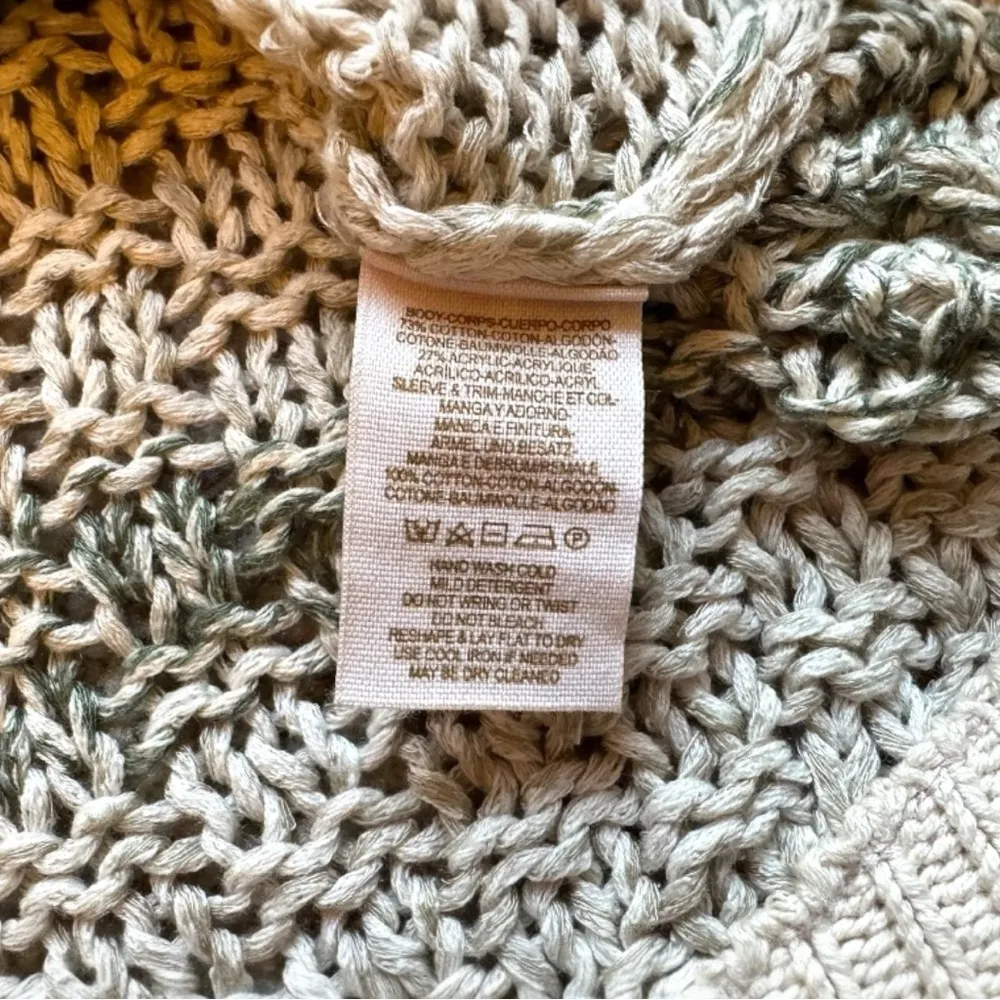 BODY-CORPS-CUERPO-CORPO
73% COTTON-COTON-ALGODÓN-
COTONE-BAUMWOLLE-ALGODÃO
27% ACRYLIC-ACRYLIQUE
ACRÍLICO-ACRILICO-ACRYL
SLEEVE & TRIM-MANCHE ET COL-
MANGA Y ADORNO-
MANICA E FINITURA-
ÄRMEL UND BESATZ
MANGA E DEBRUM/REMALE
100% COTTON-COTON-ALGODÓN-
COTONE-BAUMWOLLE-ALGODÃO
P
HAND WASH COLD
MILD DETERGENT
DO NOT WRING OR TWIST
DO NOT BLEACH
RESHAPE & LAY FLAT TO DRY
USE COOL IRON IF NEEDED
MAY BE DRY CLEANED